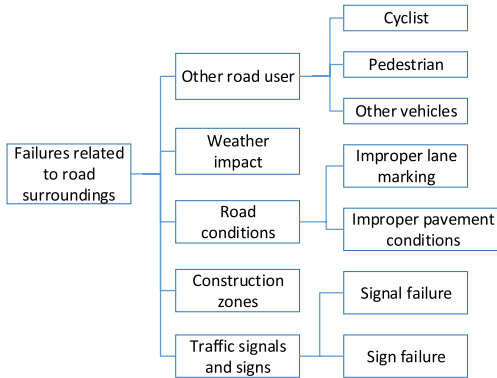 Failures related
to road
surroundings
Other road user
Cyclist
Pedestrian
Other vehicles
Weather
impact
Road
conditions
Improper lane
marking
Improper pavement
conditions
Construction
zones
Traffic signals
and signs
Signal failure
Sign failure